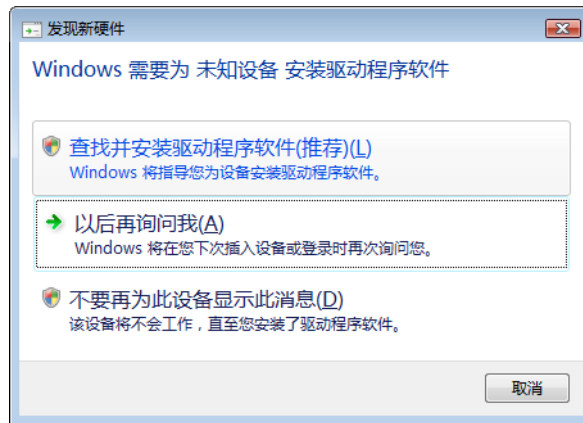 发现新硬件
Windows 需要为 未知设备 安装驱动程序软件
查找并安装驱动程序软件(推荐)(L)
Windows 将指导您为设备安装驱动程序软件。
以后再询问我(A)
Windows 将在您下次插入设备或登录时再次询问您。
不要再为此设备显示此消息(D)
该设备将不会工作，直至您安装了驱动程序软件。
取消